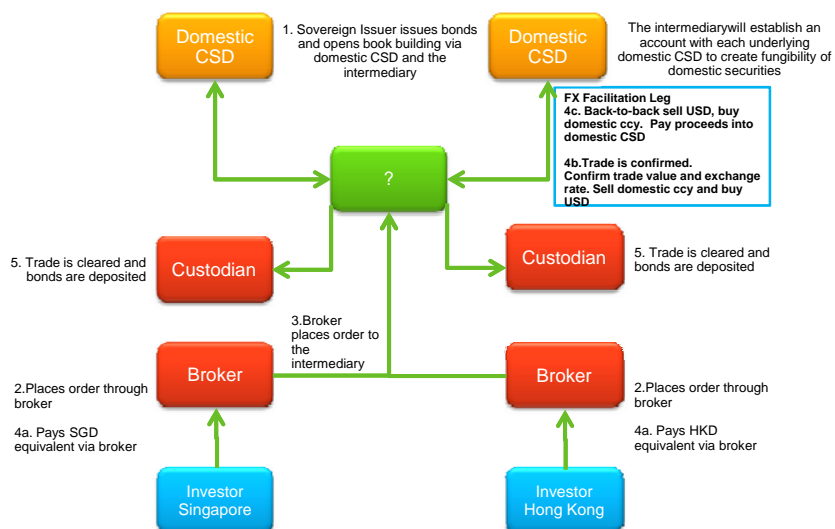 Domestic
CSD
1. Sovereign Issuer issues bonds
and opens book building via
domestic CSD and the
intermediary
Domestic
CSD
The intermediarywill establish an
account with each underlying
domestic CSD to create fungibility of
domestic securities
FX Facilitation Leg
4c. Back-to-back sell USD, buy
domestic ccy.  Pay proceeds into
domestic CSD
4b.Trade is confirmed.
Confirm trade value and exchange
rate. Sell domestic ccy and buy
USD
?
5. Trade is cleared and
bonds are deposited
Custodian
Custodian
5. Trade is cleared and
bonds are deposited
3.Broker
places order to
the
intermediary
2.Places order through
broker
4a. Pays SGD
equivalent via broker
Broker
Broker
2.Places order through
broker
4a. Pays HKD
equivalent via broker
Investor
Singapore
Investor
Hong Kong